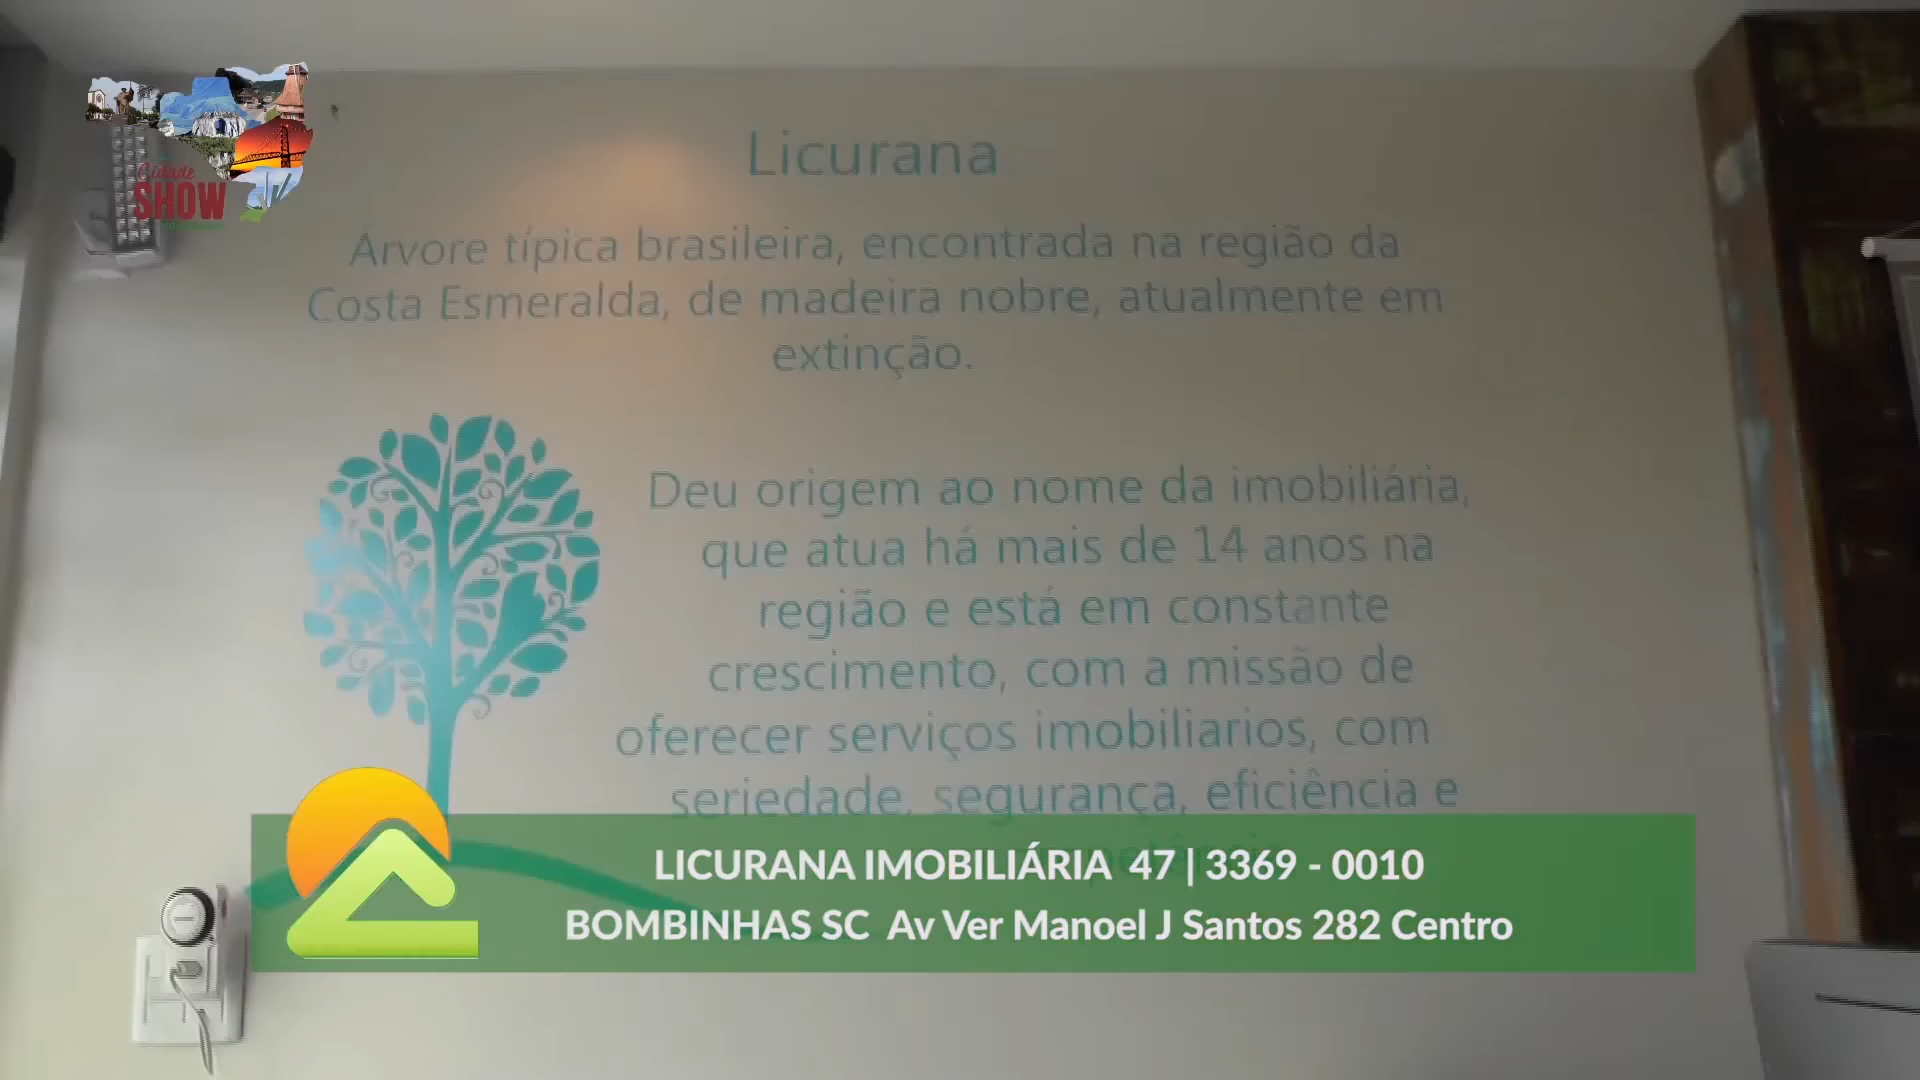 Cidade
SHOW
Licurana
Árvore típica brasileira, encontrada na região da
Costa Esmeralda, de madeira nobre, atualmente em
extinção.
Deu origem ao nome da imobiliária,
que atua há mais de 14 anos na
região e está em constante
crescimento, com a missão de
oferecer serviços imobiliarios, com
seriedade, segurança, eficiência e
LICURANA IMOBILIÁRIA 47 | 3369 - 0010
BOMBINHAS SC Av Ver Manoel J Santos 282 Centro